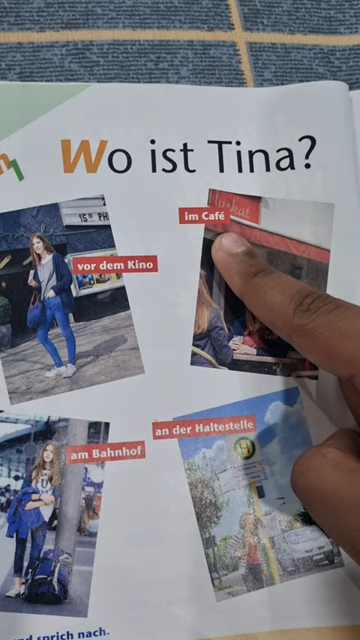 Wo ist Tina?
im Café
vor dem Kino
am Bahnhof
an der Haltestelle
H
und sprich nach.